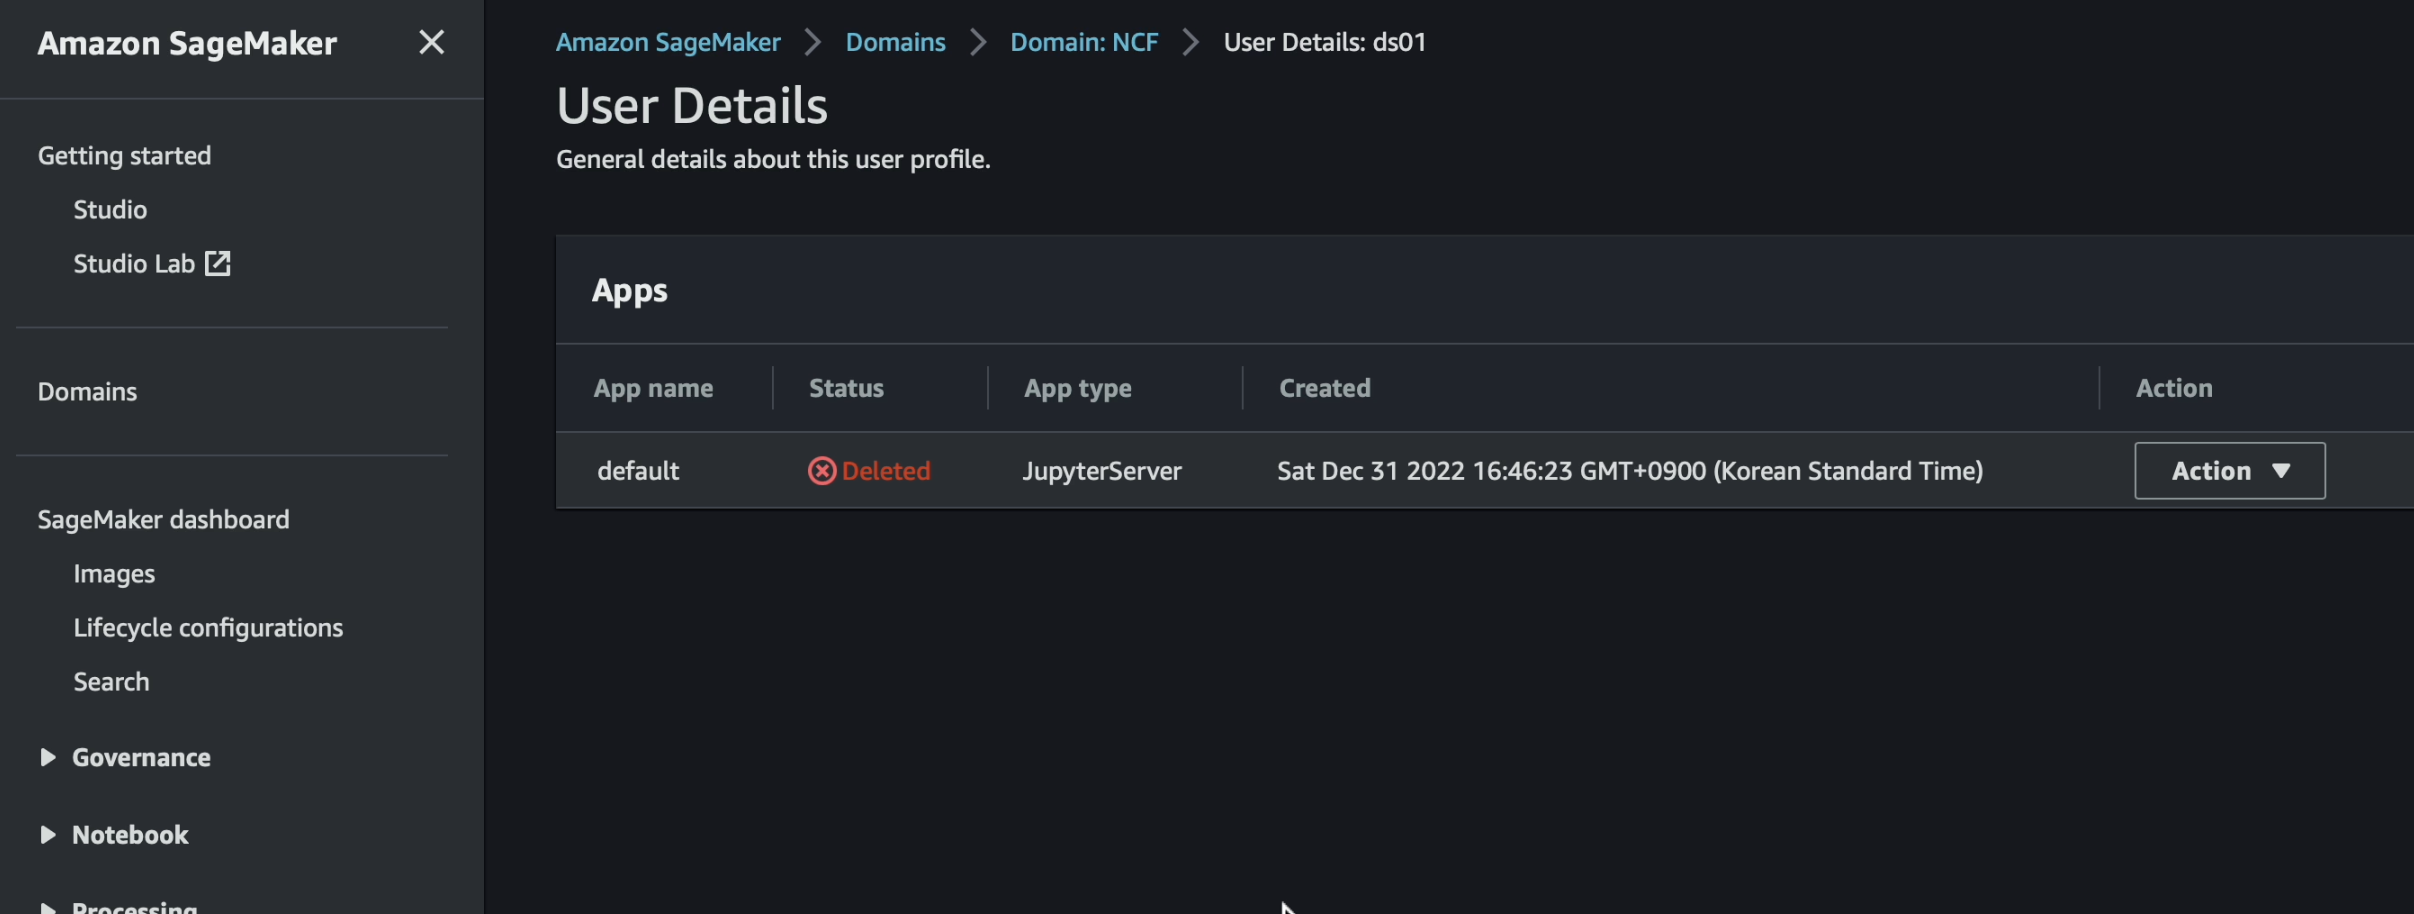 Amazon SageMaker
Getting started
Studio
Studio Lab
Domains
SageMaker dashboard
Images
Lifecycle configurations
Search
Governance
Notebook
Processing
Amazon SageMaker > Domains > Domain: NCF > User Details: ds01
User Details
General details about this user profile.
Apps
App name Status App type Created Action
default Deleted JupyterServer Sat Dec 31 2022 16:46:23 GMT+0900 (Korean Standard Time) Action